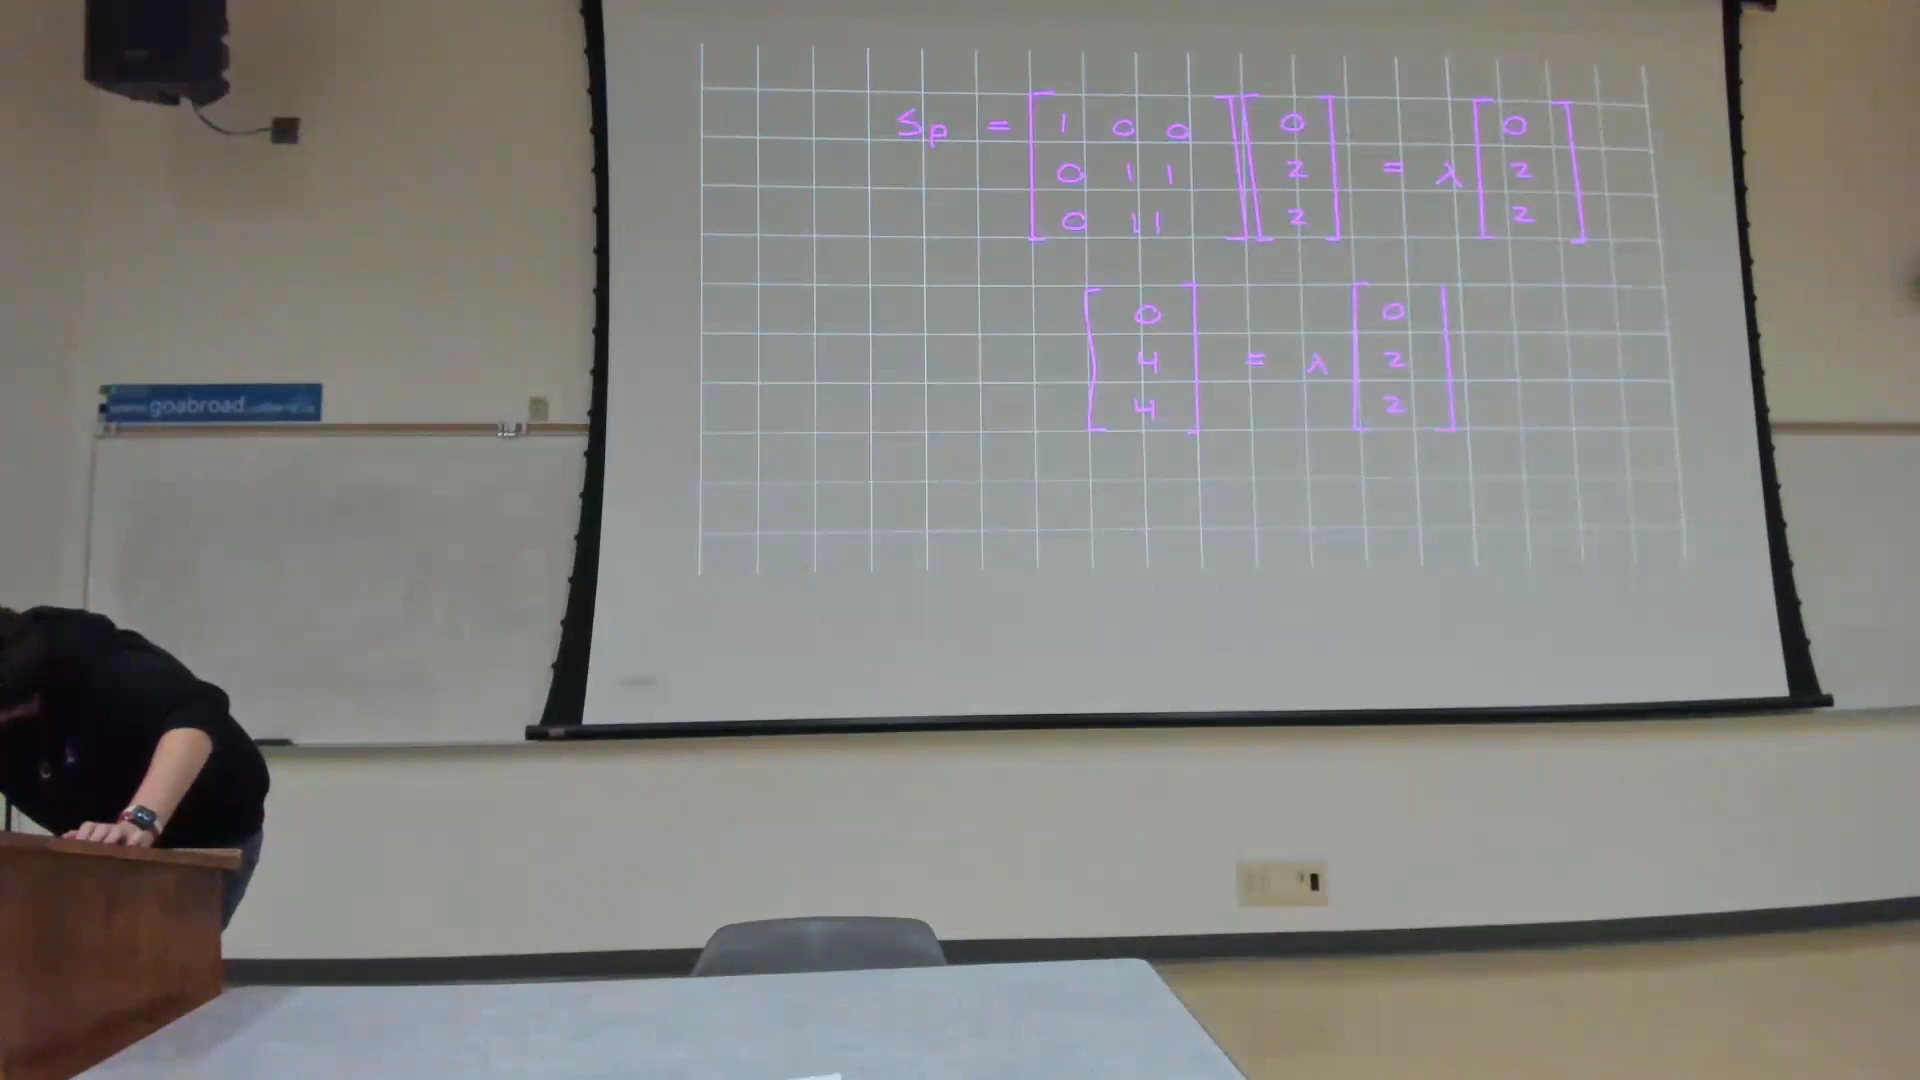 Sp = [ 1 0 0 ] [ 0 ] = λ [ 0 ]
[ 0 1 1 ] [ 2 ] [ 2 ]
[ 0 1 1 ] [ 2 ] [ 2 ]
[ 0 ] = λ [ 0 ]
[ 4 ] [ 2 ]
[ 4 ] [ 2 ]
www.goabroad